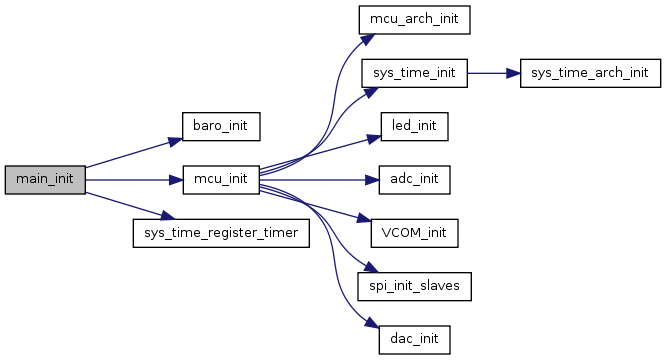 main_init
baro_init
mcu_init
sys_time_register_timer
mcu_arch_init
sys_time_init
led_init
adc_init
VCOM_init
spi_init_slaves
dac_init
sys_time_arch_init